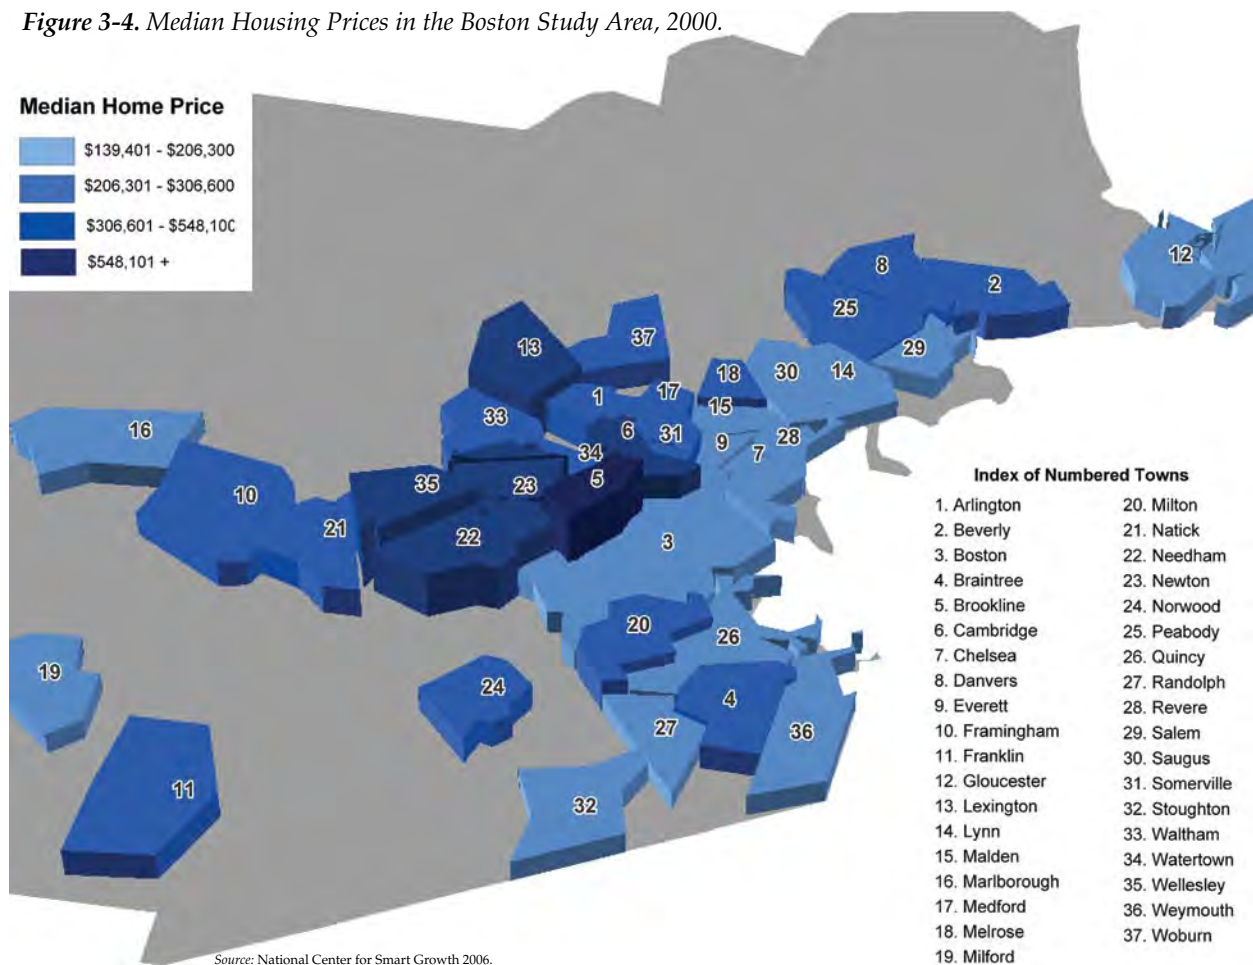 Figure 3-4. Median Housing Prices in the Boston Study Area, 2000.
Median Home Price
$139,401 - $206,300
$206,301 - $306,600
$306,601 - $548,100
$548,101 +
12
8
2
25
37
13
29
18
30
14
1
17
15
16
33
6
31
28
9
7
34
35
5
10
23
21
22
3
20
26
19
24
4
27
36
11
32
Index of Numbered Towns
1. Arlington
2. Beverly
3. Boston
4. Braintree
5. Brookline
6. Cambridge
7. Chelsea
8. Danvers
9. Everett
10. Framingham
11. Franklin
12. Gloucester
13. Lexington
14. Lynn
15. Malden
16. Marlborough
17. Medford
18. Melrose
19. Milford
20. Milton
21. Natick
22. Needham
23. Newton
24. Norwood
25. Peabody
26. Quincy
27. Randolph
28. Revere
29. Salem
30. Saugus
31. Somerville
32. Stoughton
33. Waltham
34. Watertown
35. Wellesley
36. Weymouth
37. Woburn
Source: National Center for Smart Growth 2006.